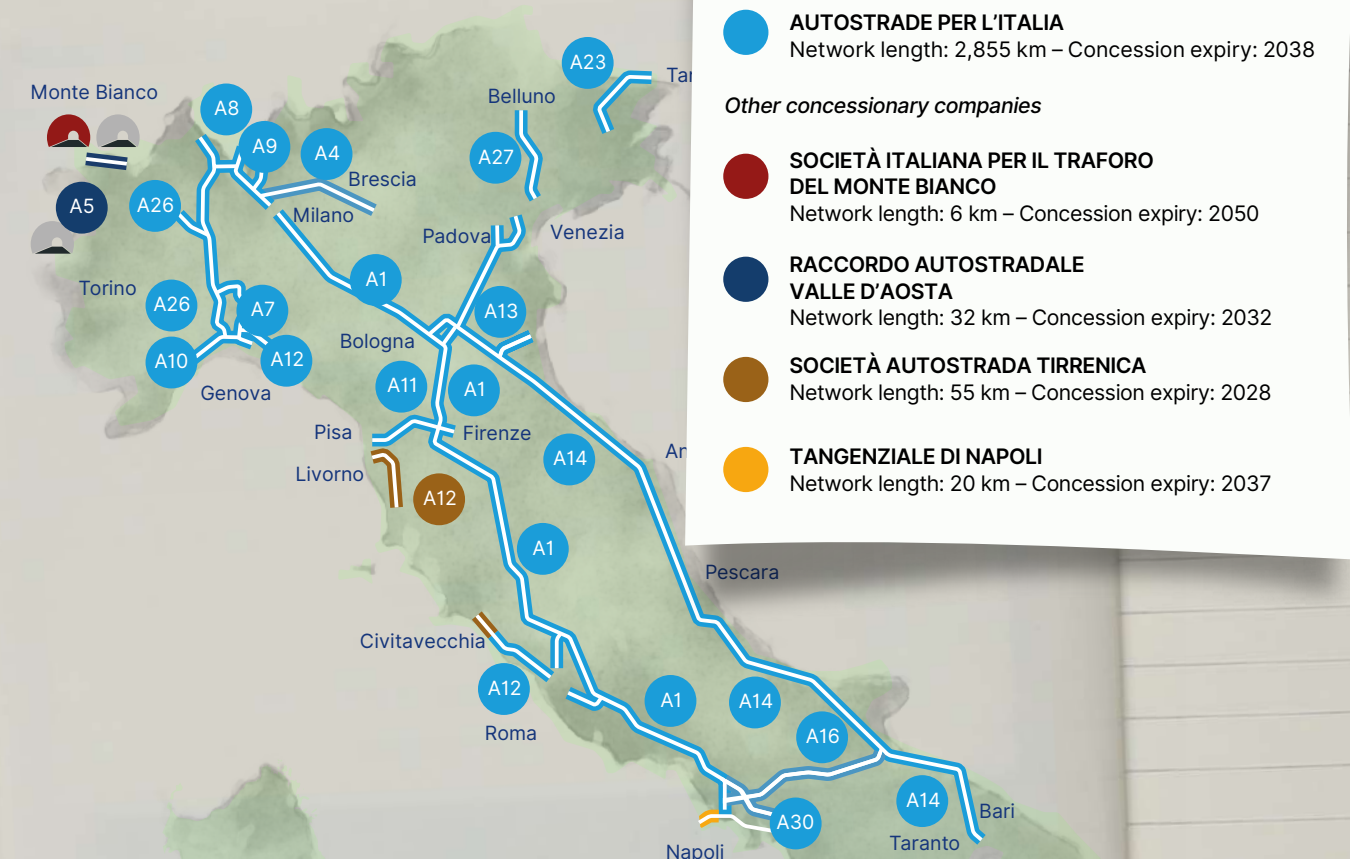 AUTOSTRADE PER L'ITALIA
Network length: 2,855 km – Concession expiry: 2038
Other concessionary companies
SOCIETÀ ITALIANA PER IL TRAFORO
DEL MONTE BIANCO
Network length: 6 km – Concession expiry: 2050
RACCORDO AUTOSTRADALE
VALLE D'AOSTA
Network length: 32 km – Concession expiry: 2032
SOCIETÀ AUTOSTRADA TIRRENICA
Network length: 55 km – Concession expiry: 2028
TANGENZIALE DI NAPOLI
Network length: 20 km – Concession expiry: 2037
A23
Tar
Monte Bianco
Belluno
A8
A9
A4
A27
Brescia
A5
A26
Milano
Padova
Venezia
A1
Torino
A26
A7
A13
Bologna
A10
A12
Genova
A11
A1
Pisa
Firenze
An
A14
Livorno
A12
A1
Pescara
Civitavecchia
A12
A1
A14
Roma
A16
A14
Bari
A30
Taranto
Napoli